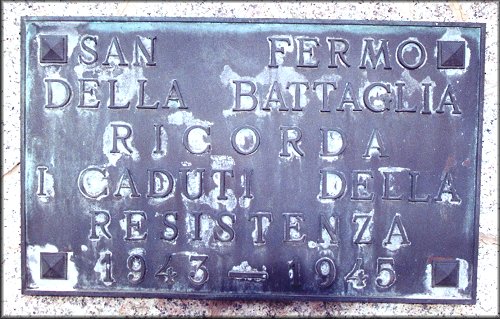 SAN FERMO
DELLA BATTAGLIA
RICORDA
I CADUTI DELLA
RESISTENZA
1943 - 1945